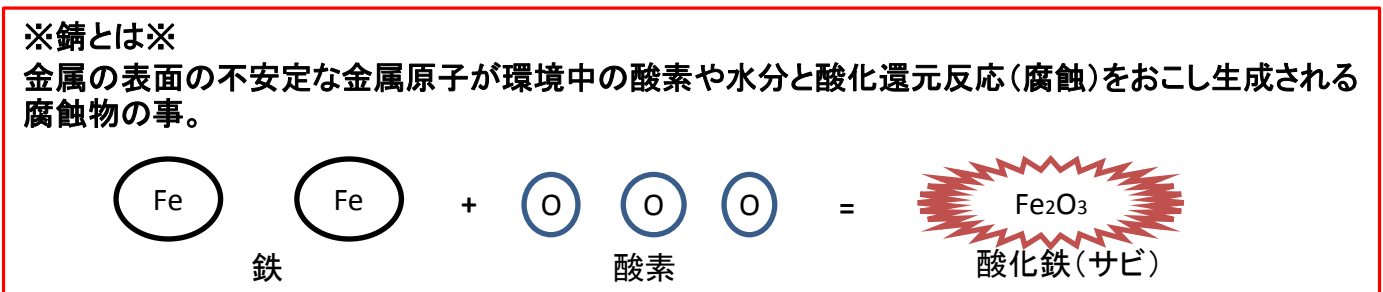 ※錆とは※
金属の表面の不安定な金属原子が環境中の酸素や水分と酸化還元反応(腐蝕)をおこし生成される
腐蝕物の事。
Fe Fe + O O O = Fe2O3
鉄 酸素 酸化鉄(サビ)